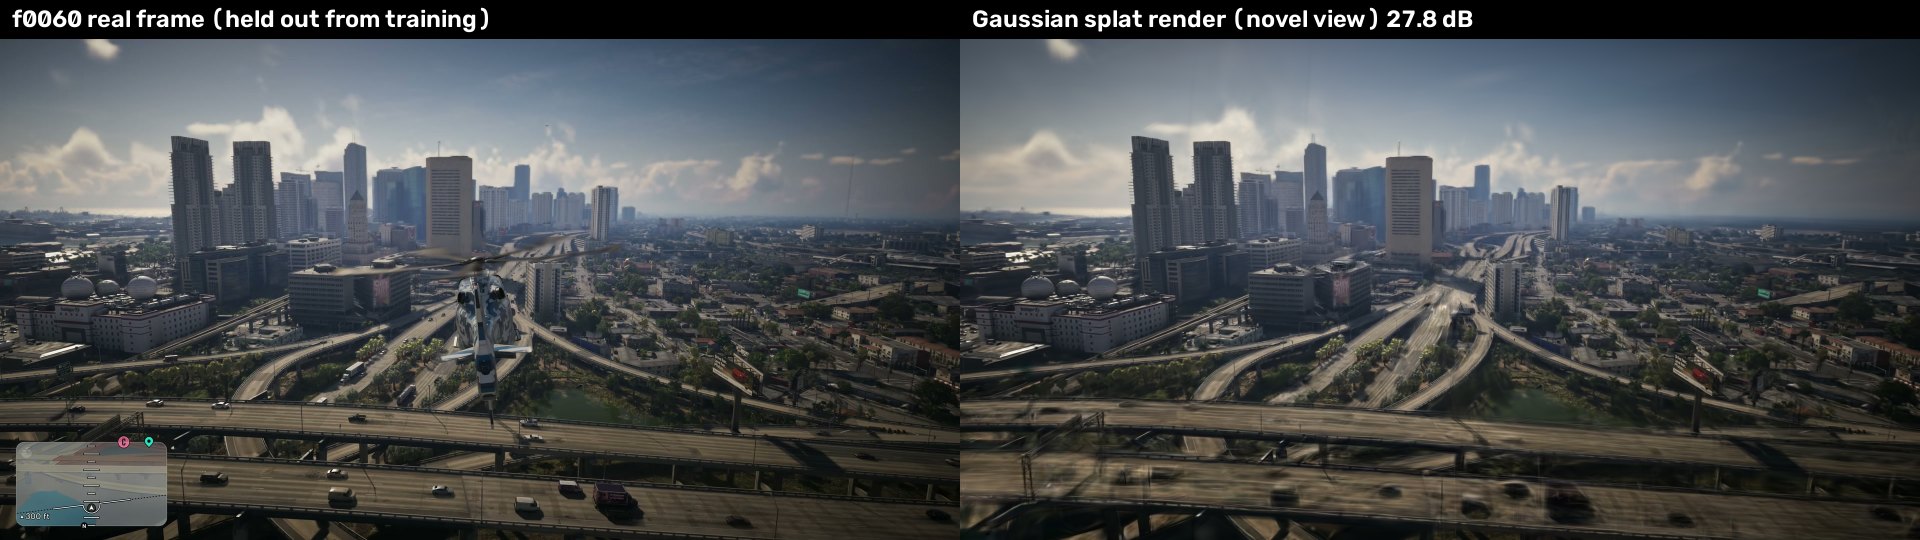 f0060 real frame (held out from training)
Gaussian splat render (novel view) 27.8 dB
C
300 ft
N